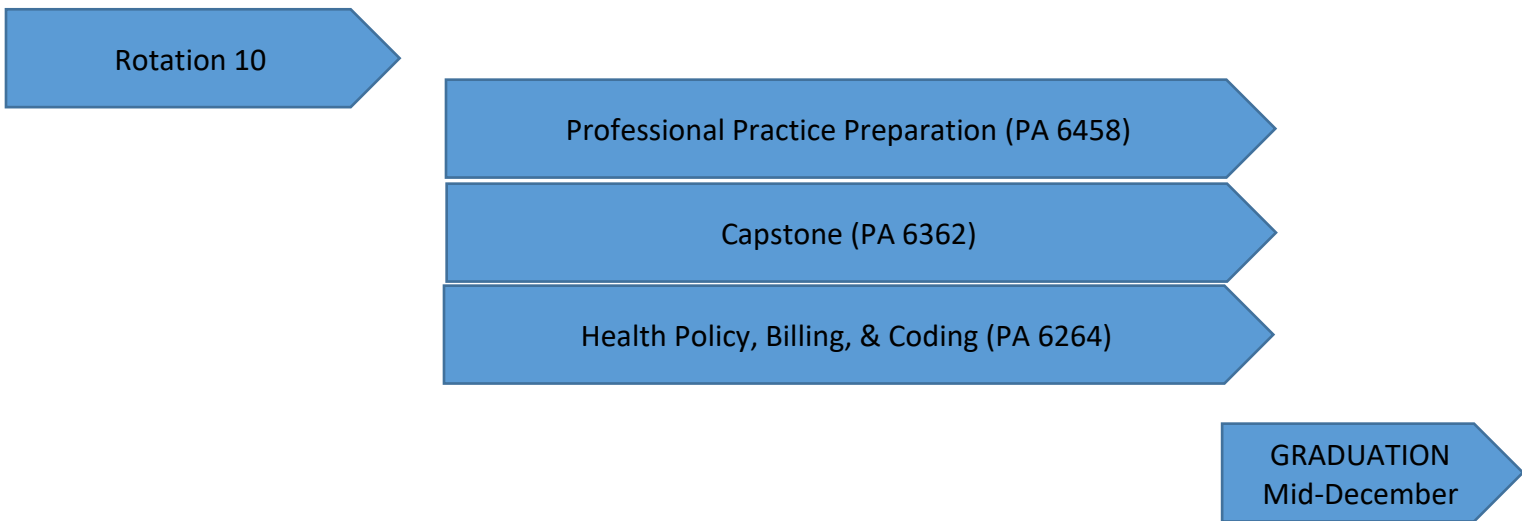 Rotation 10
Professional Practice Preparation (PA 6458)
Capstone (PA 6362)
Health Policy, Billing, & Coding (PA 6264)
GRADUATION
Mid-December